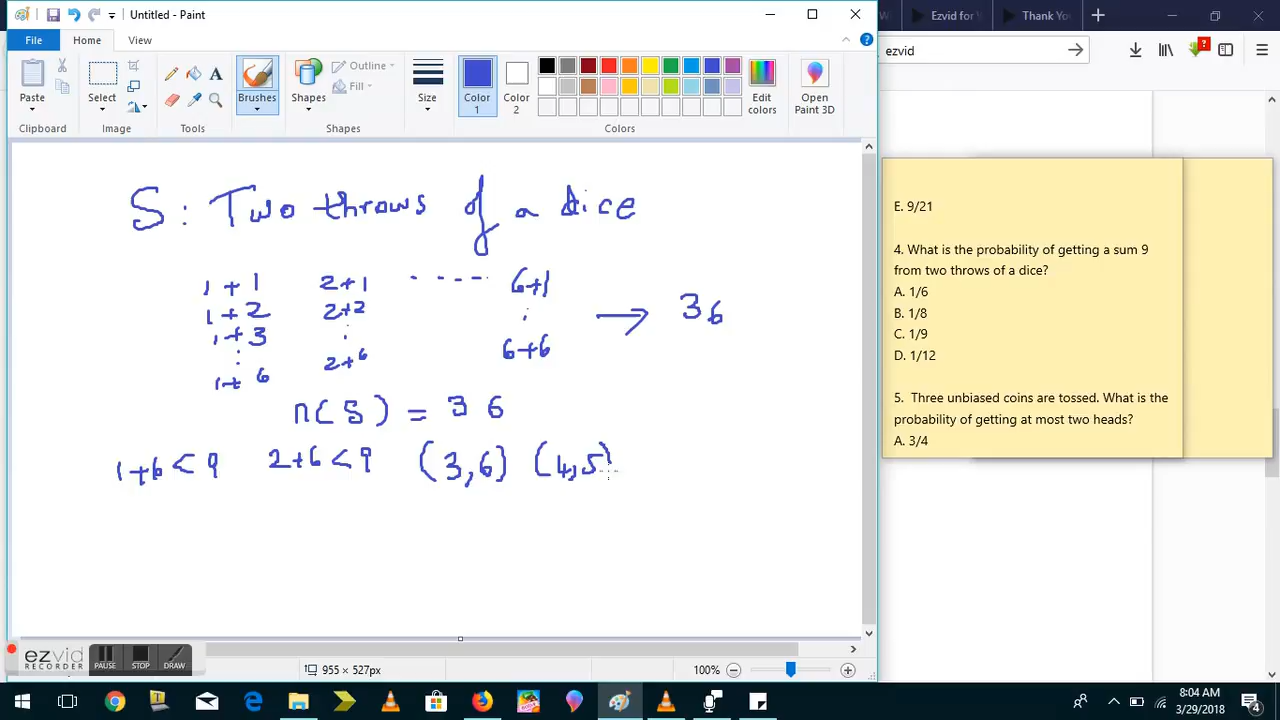 Untitled - Paint
Ezvid for
Thank You
File
Home
View
ezvid
Paste
Select
Brushes
Shapes
Outline
Fill
Size
Color 1
Color 2
Edit colors
Open Paint 3D
Clipboard
Image
Tools
Shapes
Colors
S : Two throws of a dice
1 + 1 2 + 1 ..... 6+1
1 + 2 2+2 :
1 + 3 : → 36
: 2+6 6+6
1+ 6
n(S) = 36
1+6 < 9 2+6 < 9 (3,6) (4,5)
E. 9/21
4. What is the probability of getting a sum 9
from two throws of a dice?
A. 1/6
B. 1/8
C. 1/9
D. 1/12
5. Three unbiased coins are tossed. What is the
probability of getting at most two heads?
A. 3/4
ezvid
RECORDER
PAUSE
STOP
DRAW
955 × 527px
100%
8:04 AM
3/29/2018